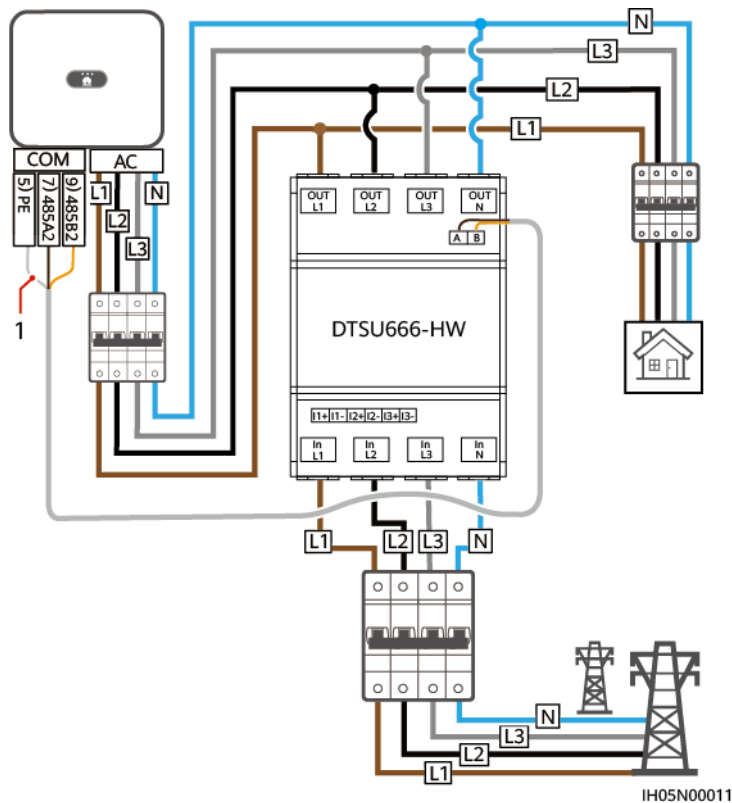 N
L3
L2
L1
COM
AC
5) PE
7) 485A2
9) 485B2
L1
L2
L3
N
1
OUT L1
OUT L2
OUT L3
OUT N
A B
DTSU666-HW
I1+ I1- I2+ I2- I3+ I3-
In L1
In L2
In L3
In N
L1
L2
L3
N
N
L3
L2
L1
IH05N00011